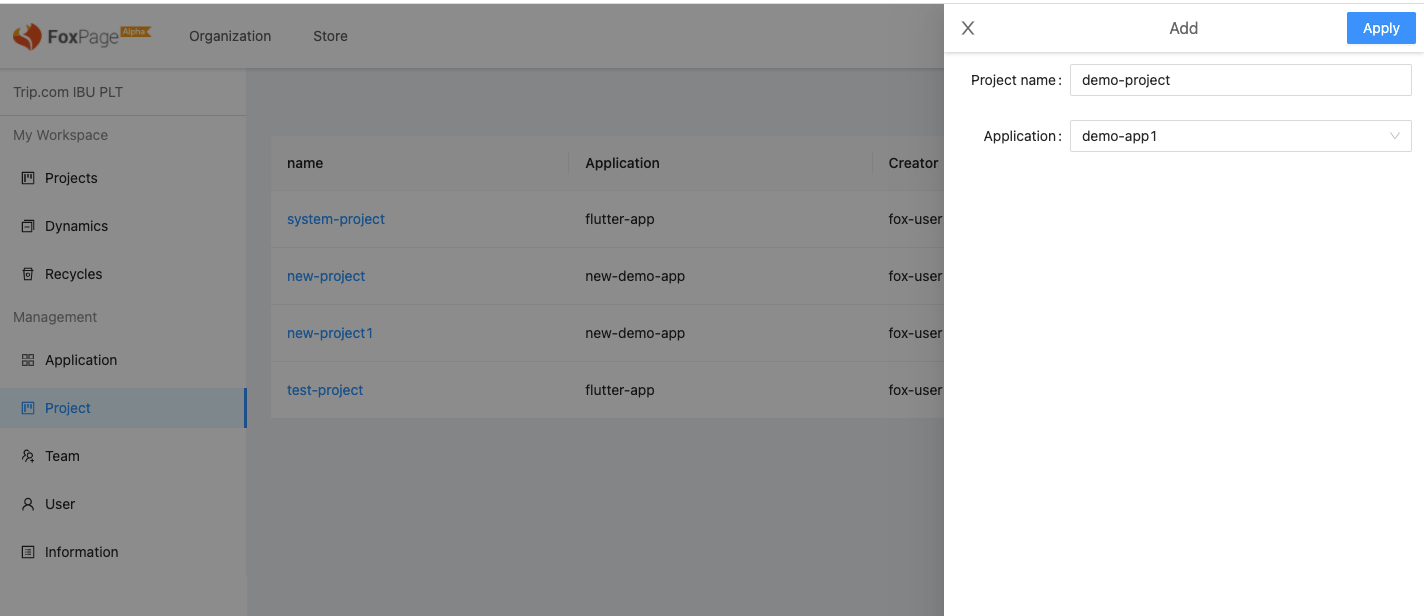 FoxPage Alpha Organization Store
Add
Apply
Trip.com IBU PLT
My Workspace
Projects
Dynamics
Recycles
Management
Application
Project
Team
User
Information
name Application Creator
system-project flutter-app fox-user
new-project new-demo-app fox-user
new-project1 new-demo-app fox-user
test-project flutter-app fox-user
Project name: demo-project
Application: demo-app1